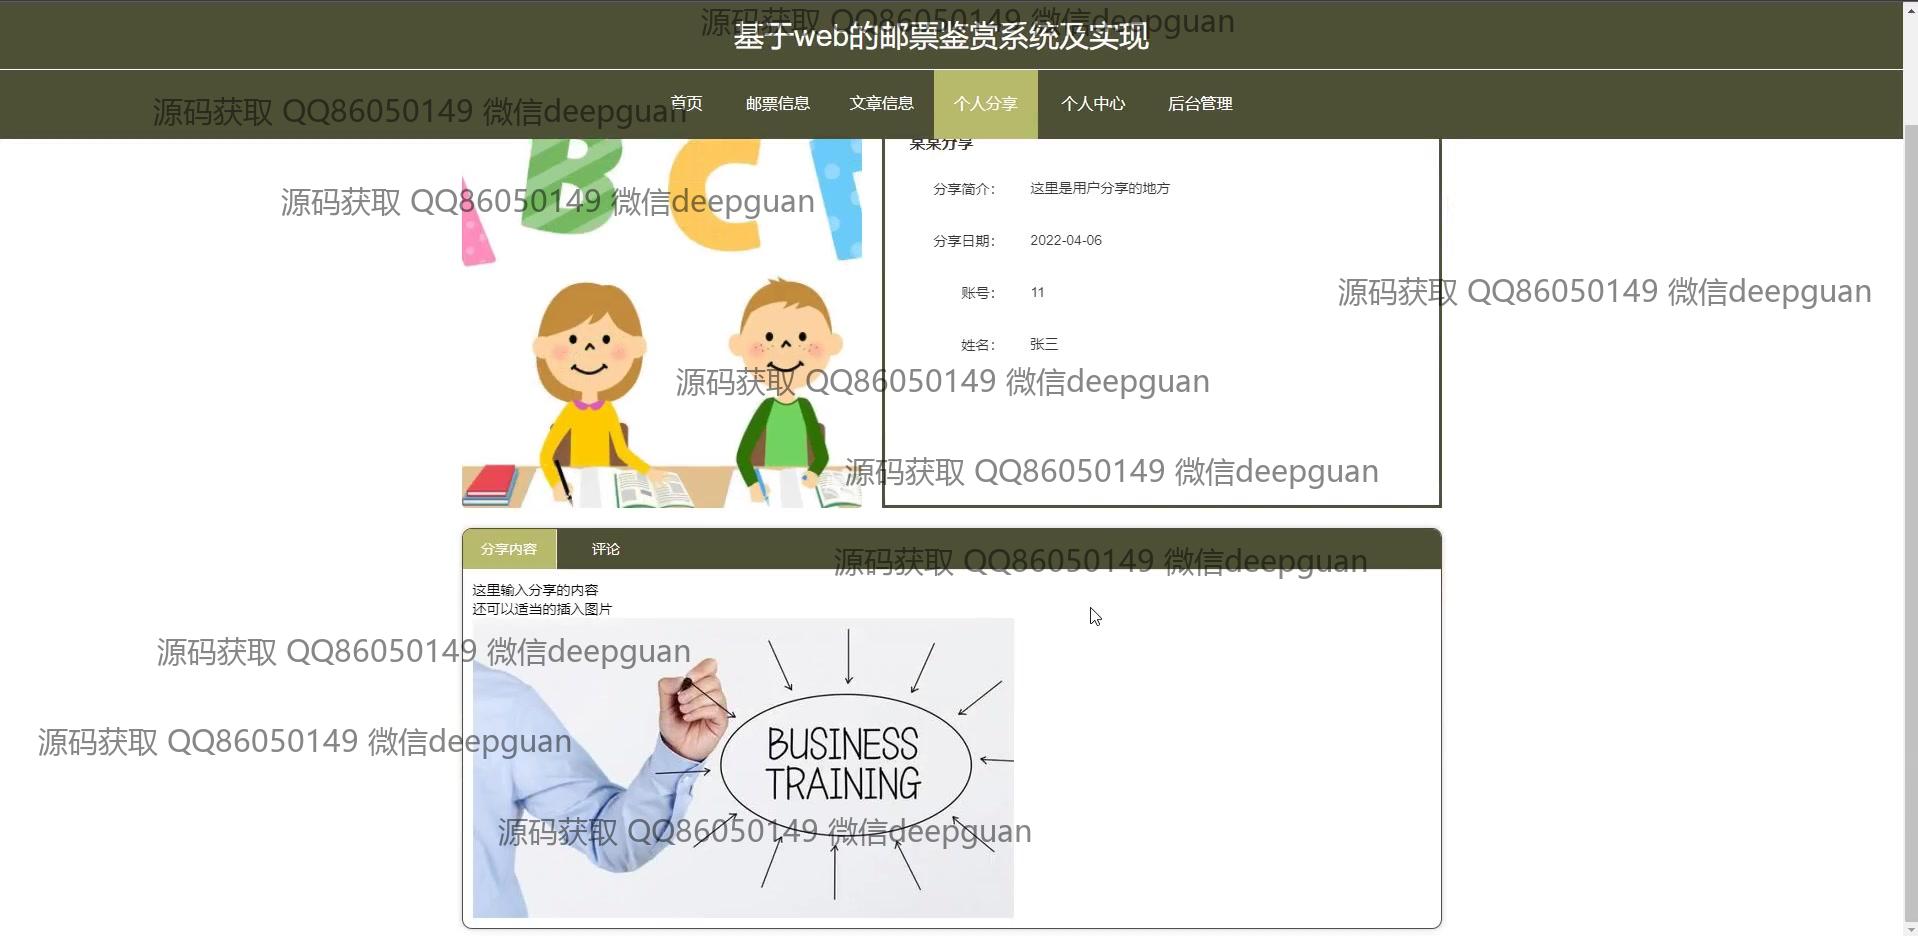 源码获取 QQ86050149 微信deepguan
基于web的邮票鉴赏系统及实现
首页 邮票信息 文章信息 个人分享 个人中心 后台管理
源码获取 QQ86050149 微信deepguan
某某分享
A B C
分享简介： 这里是用户分享的地方
源码获取 QQ86050149 微信deepguan
分享日期： 2022-04-06
账号： 11
源码获取 QQ86050149 微信deepguan
姓名： 张三
源码获取 QQ86050149 微信deepguan
源码获取 QQ86050149 微信deepguan
分享内容 评论
源码获取 QQ86050149 微信deepguan
这里输入分享的内容
还可以适当的插入图片
源码获取 QQ86050149 微信deepguan
BUSINESS
TRAINING
源码获取 QQ86050149 微信deepguan
源码获取 QQ86050149 微信deepguan